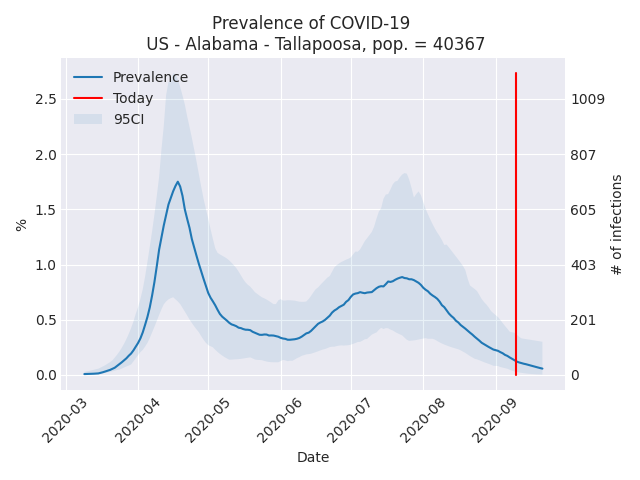 Prevalence of COVID-19
US - Alabama - Tallapoosa, pop. = 40367
Prevalence
Today
95CI
2.5
2.0
1.5
1.0
0.5
0.0
%
1009
807
605
403
201
0
# of infections
2020-03
2020-04
2020-05
2020-06
2020-07
2020-08
2020-09
Date